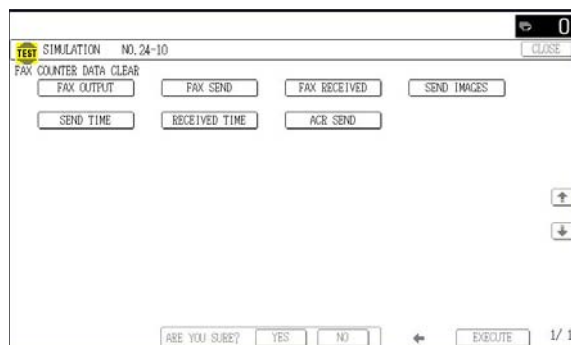 0
TEST SIMULATION NO.24-10 CLOSE
FAX COUNTER DATA CLEAR
FAX OUTPUT FAX SEND FAX RECEIVED SEND IMAGES
SEND TIME RECEIVED TIME ACR SEND
ARE YOU SURE? YES NO EXECUTE 1/1